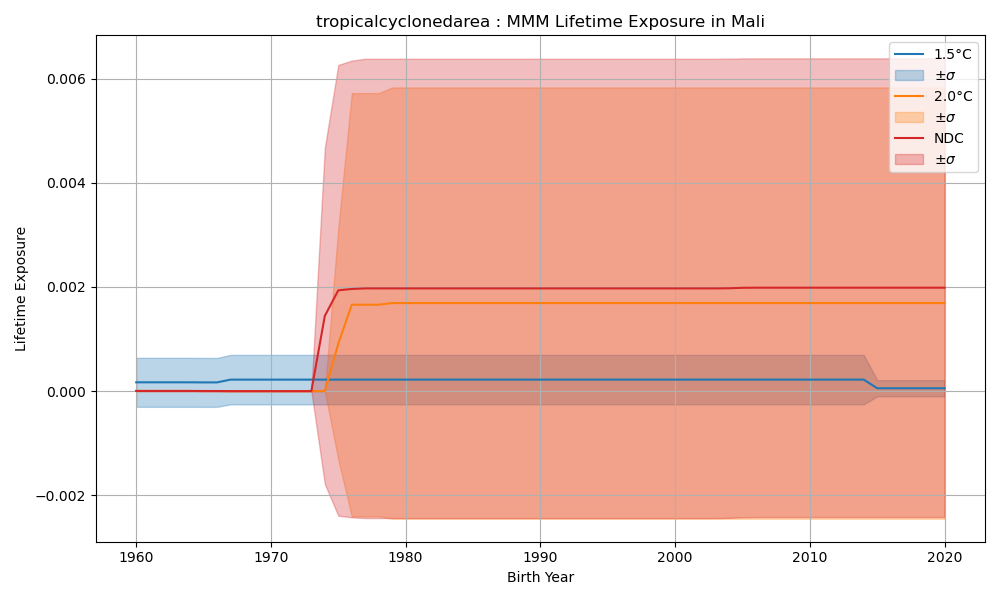 tropicalcyclonedarea : MMM Lifetime Exposure in Mali
1.5°C
±σ
2.0°C
±σ
NDC
±σ
0.006
0.004
0.002
0.000
−0.002
Lifetime Exposure
1960 1970 1980 1990 2000 2010 2020
Birth Year